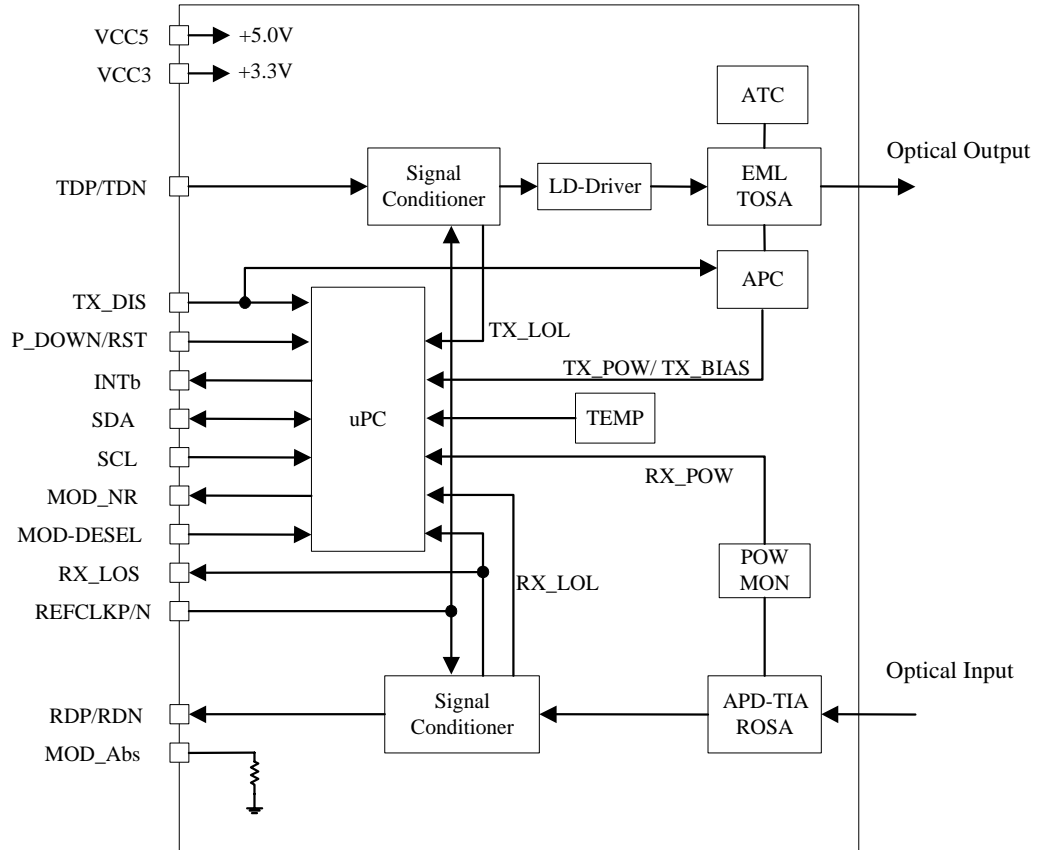 VCC5
+5.0V
VCC3
+3.3V
ATC
Optical Output
TDP/TDN
Signal
Conditioner
LD-Driver
EML
TOSA
APC
TX_DIS
P_DOWN/RST
TX_LOL
INTb
TX_POW/ TX_BIAS
SDA
uPC
TEMP
SCL
RX_POW
MOD_NR
MOD-DESEL
POW
MON
RX_LOS
RX_LOL
REFCLKP/N
Optical Input
RDP/RDN
Signal
Conditioner
APD-TIA
ROSA
MOD_Abs